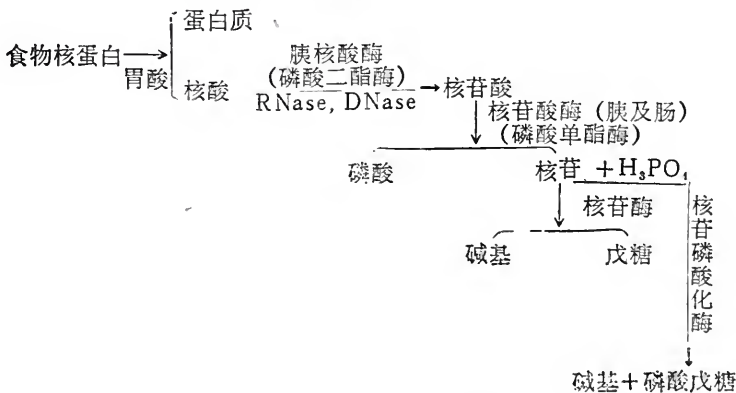 蛋白质
食物核蛋白
胃酸
核酸
胰核酸酶
(磷酸二酯酶)
RNase, DNase
核苷酸
核苷酸酶(胰及肠)
(磷酸单酯酶)
磷酸
核苷 +H₃PO₄
核苷酶
碱基
戊糖
核苷磷酸化酶
碱基+磷酸戊糖